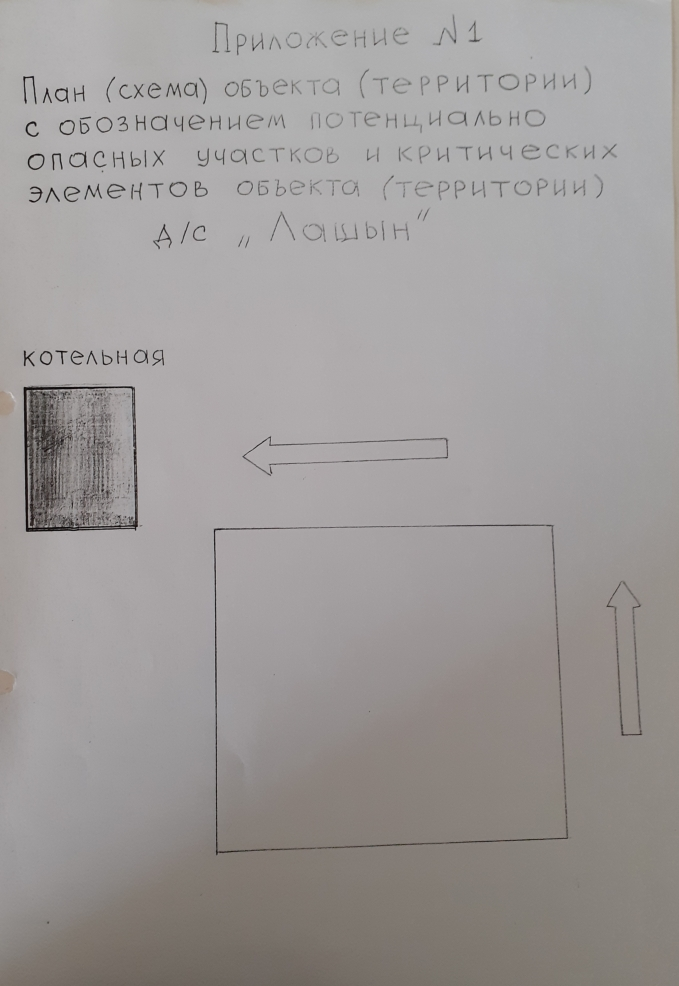 Приложение №1
План (схема) объекта (территории)
с обозначением потенциально
опасных участков и критических
элементов объекта (территории)
д/с „Лашын”
котельная